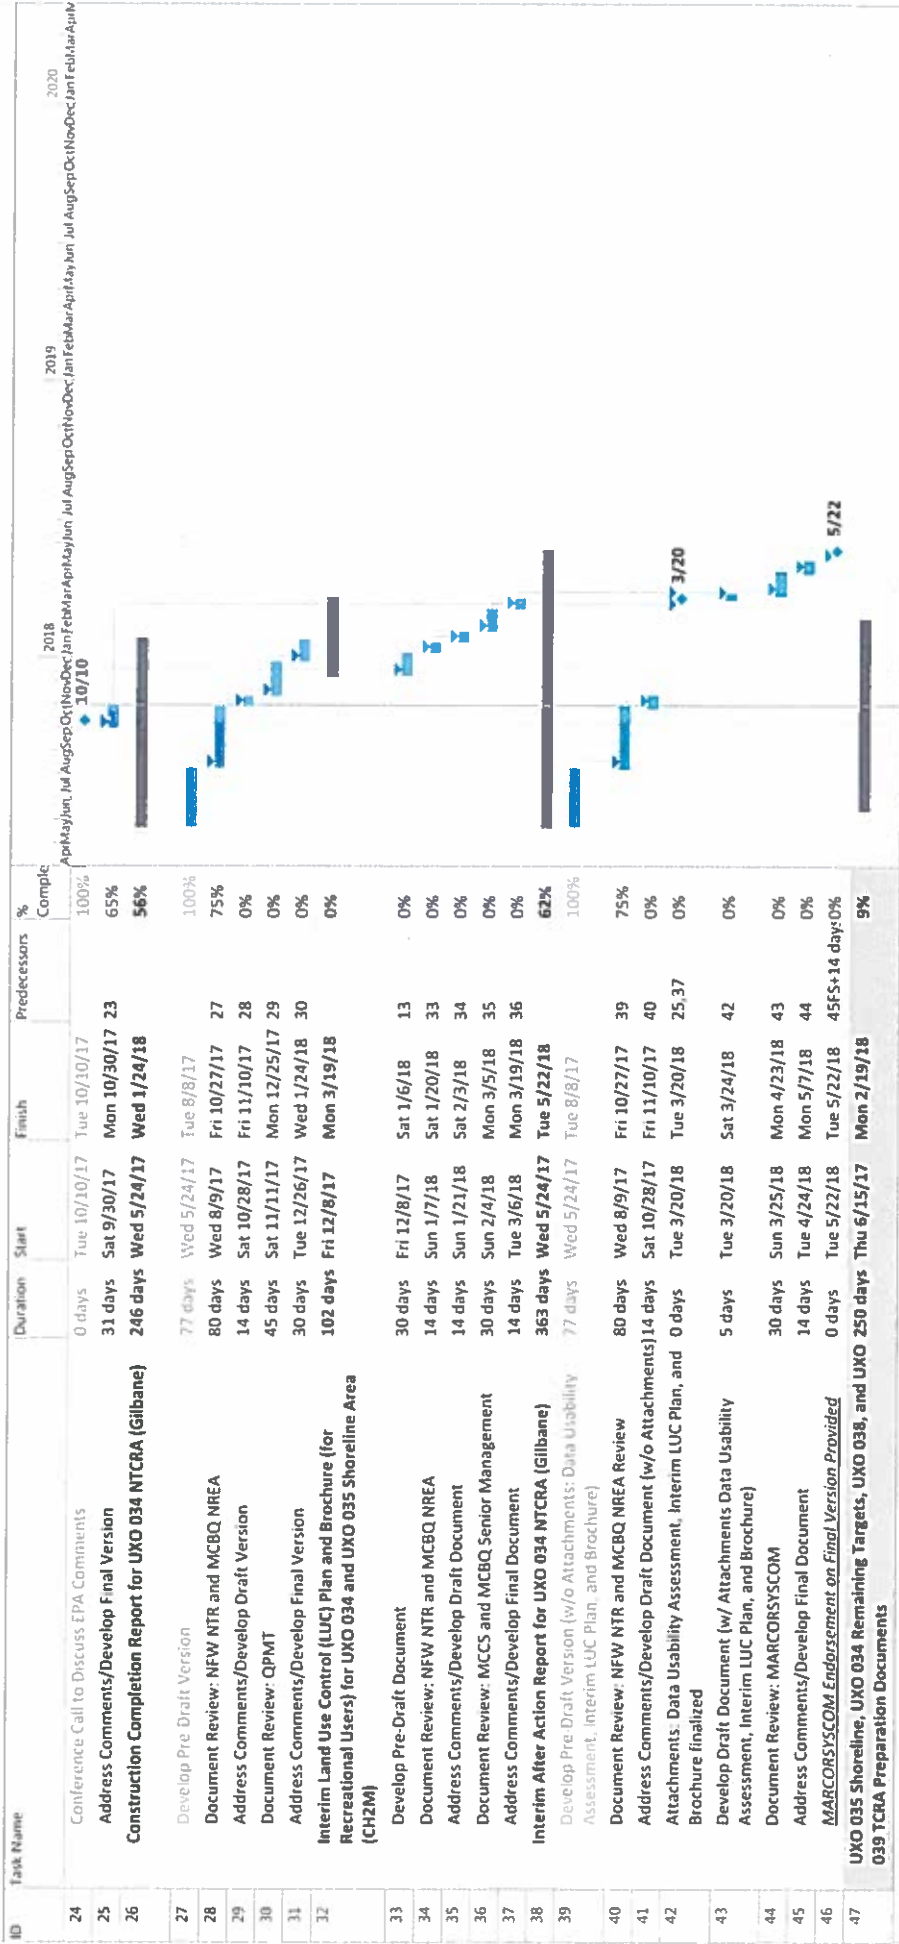 ID Task Name Duration Start Finish Predecessors % Comple
2018 2019 2020
24 Conference Call to Discuss EPA Comments 0 days Tue 10/10/17 Tue 10/10/17 100% 10/10
25 Address Comments/Develop Final Version 31 days Sat 9/30/17 Mon 10/30/17 23 65%
26 Construction Completion Report for UXO 034 NTCRA (Gilbane) 246 days Wed 5/24/17 Wed 1/24/18 56%
27 Develop Pre Draft Version 77 days Wed 5/24/17 Tue 8/8/17 100%
28 Document Review: NFW NTR and MCBQ NREA 80 days Wed 8/9/17 Fri 10/27/17 27 75%
29 Address Comments/Develop Draft Version 14 days Sat 10/28/17 Fri 11/10/17 28 0%
30 Document Review: QPMT 45 days Sat 11/11/17 Mon 12/25/17 29 0%
31 Address Comments/Develop Final Version 30 days Tue 12/26/17 Wed 1/24/18 30 0%
32 Interim Land Use Control (LUC) Plan and Brochure (for 102 days Fri 12/8/17 Mon 3/19/18 0%
Recreational Users) for UXO 034 and UXO 035 Shoreline Area
(CH2M)
33 Develop Pre-Draft Document 30 days Fri 12/8/17 Sat 1/6/18 13 0%
34 Document Review: NFW NTR and MCBQ NREA 14 days Sun 1/7/18 Sat 1/20/18 33 0%
35 Address Comments/Develop Draft Document 14 days Sun 1/21/18 Sat 2/3/18 34 0%
36 Document Review: MCCS and MCBQ Senior Management 30 days Sun 2/4/18 Mon 3/5/18 35 0%
37 Address Comments/Develop Final Document 14 days Tue 3/6/18 Mon 3/19/18 36 0%
38 Interim After Action Report for UXO 034 NTCRA (Gilbane) 363 days Wed 5/24/17 Tue 5/22/18 62%
39 Develop Pre-Draft Version (w/o Attachments: Data Usability 77 days Wed 5/24/17 Tue 8/8/17 100%
Assessment, Interim LUC Plan, and Brochure)
40 Document Review: NFW NTR and MCBQ NREA Review 80 days Wed 8/9/17 Fri 10/27/17 39 75%
41 Address Comments/Develop Draft Document (w/o Attachments) 14 days Sat 10/28/17 Fri 11/10/17 40 0%
42 Attachments: Data Usability Assessment, Interim LUC Plan, and 0 days Tue 3/20/18 Tue 3/20/18 25,37 0% 3/20
Brochure finalized
43 Develop Draft Document (w/ Attachments Data Usability 5 days Tue 3/20/18 Sat 3/24/18 42 0%
Assessment, Interim LUC Plan, and Brochure)
44 Document Review: MARCORSYSCOM 30 days Sun 3/25/18 Mon 4/23/18 43 0%
45 Address Comments/Develop Final Document 14 days Tue 4/24/18 Mon 5/7/18 44 0%
46 MARCORSYSCOM Endorsement on Final Version Provided 0 days Tue 5/22/18 Tue 5/22/18 45FS+14 days 0% 5/22
47 UXO 035 Shoreline, UXO 034 Remaining Targets, UXO 038, and UXO 250 days Thu 6/15/17 Mon 2/19/18 9%
039 TCRA Preparation Documents